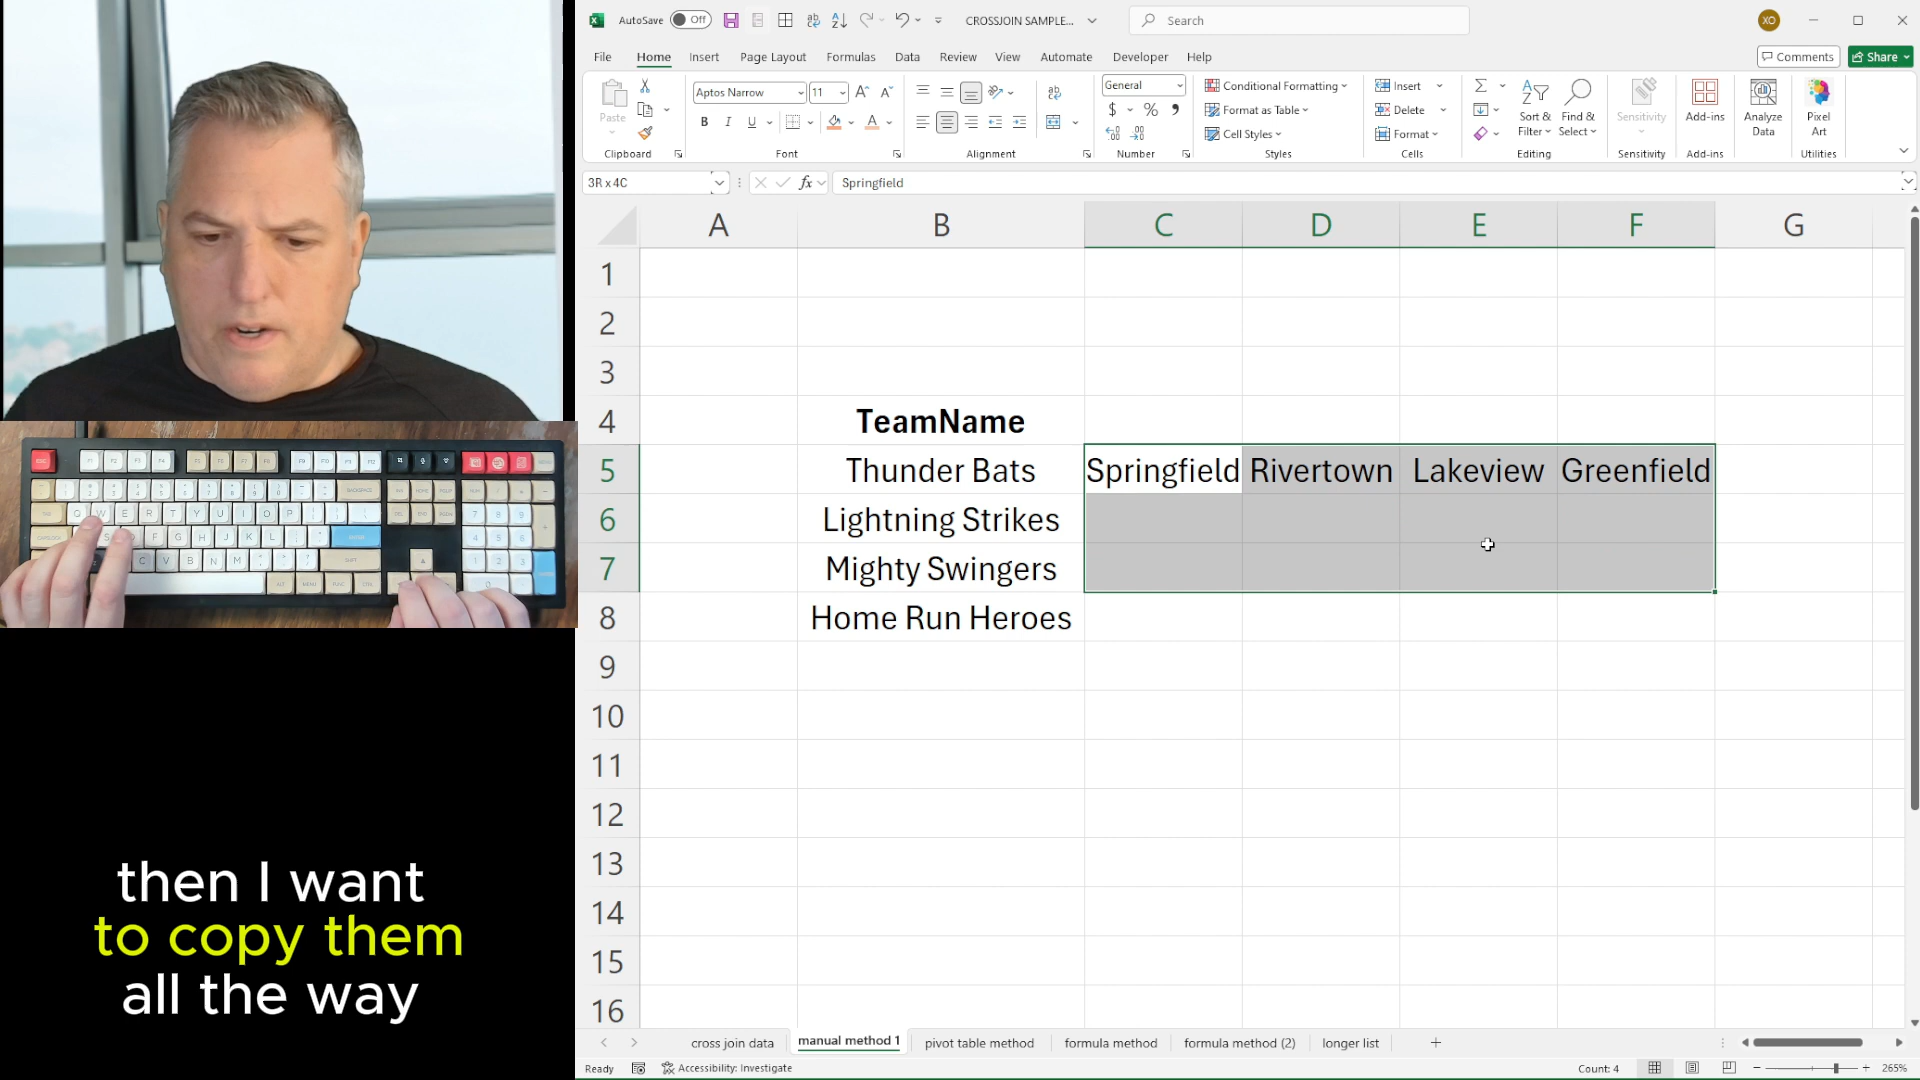 AutoSave Off
CROSSJOIN SAMPLE...
Search
XO
File Home Insert Page Layout Formulas Data Review View Automate Developer Help
Comments
Share
Paste
Clipboard
Aptos Narrow 11
B I U
Font
Alignment
General
$ % ,
Number
Conditional Formatting
Format as Table
Cell Styles
Styles
Insert
Delete
Format
Cells
Sort & Filter
Find & Select
Editing
Sensitivity
Sensitivity
Add-ins
Add-ins
Analyze Data
Pixel Art
Utilities
3R x 4C
fx
Springfield
A B C D E F G
1
2
3
4 TeamName
5 Thunder Bats Springfield Rivertown Lakeview Greenfield
6 Lightning Strikes
7 Mighty Swingers
8 Home Run Heroes
9
10
11
12
13
14
15
16
cross join data manual method 1 pivot table method formula method formula method (2) longer list
Ready
Accessibility: Investigate
Count: 4
265%
then I want
to copy them
all the way